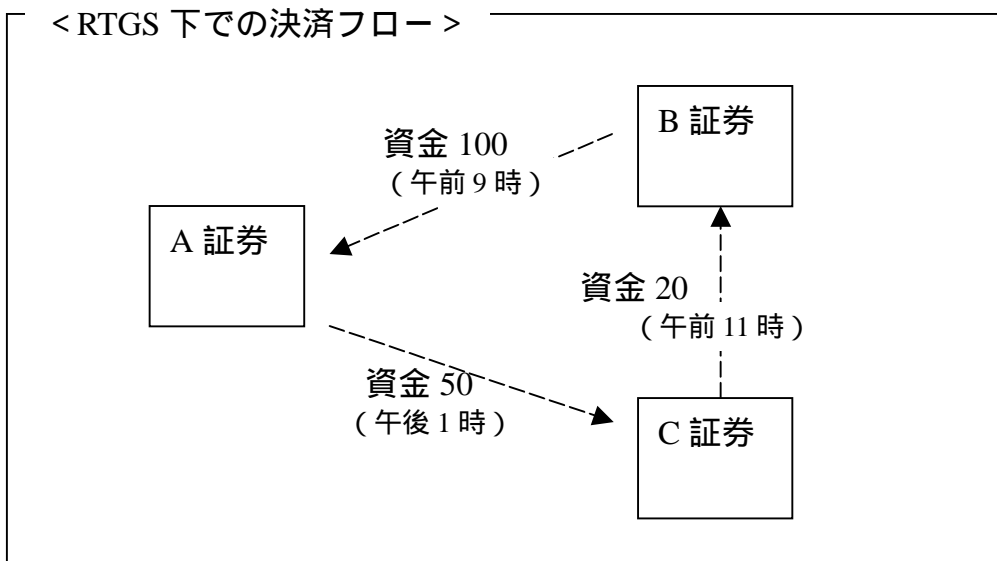 ＜RTGS 下での決済フロー＞
B 証券
資金 100
（午前 9 時）
A 証券
資金 20
（午前 11 時）
資金 50
（午後 1 時）
C 証券